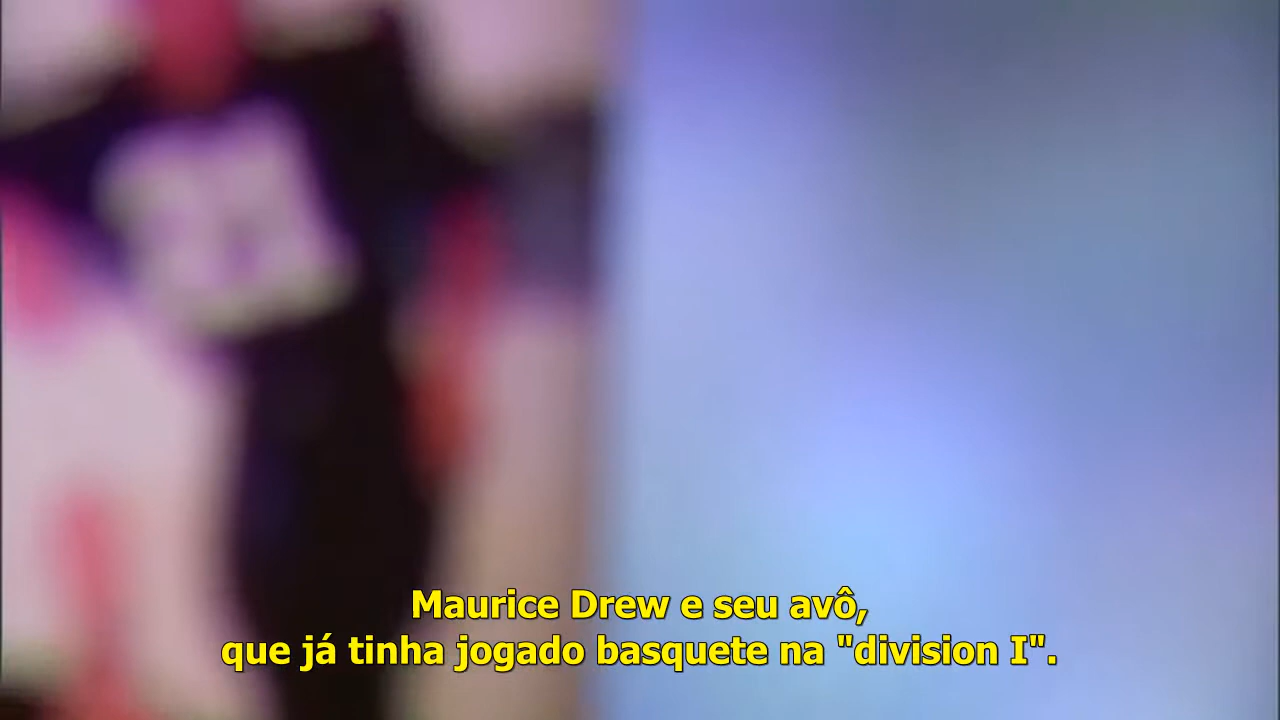 Maurice Drew e seu avô,
que já tinha jogado basquete na "division I".